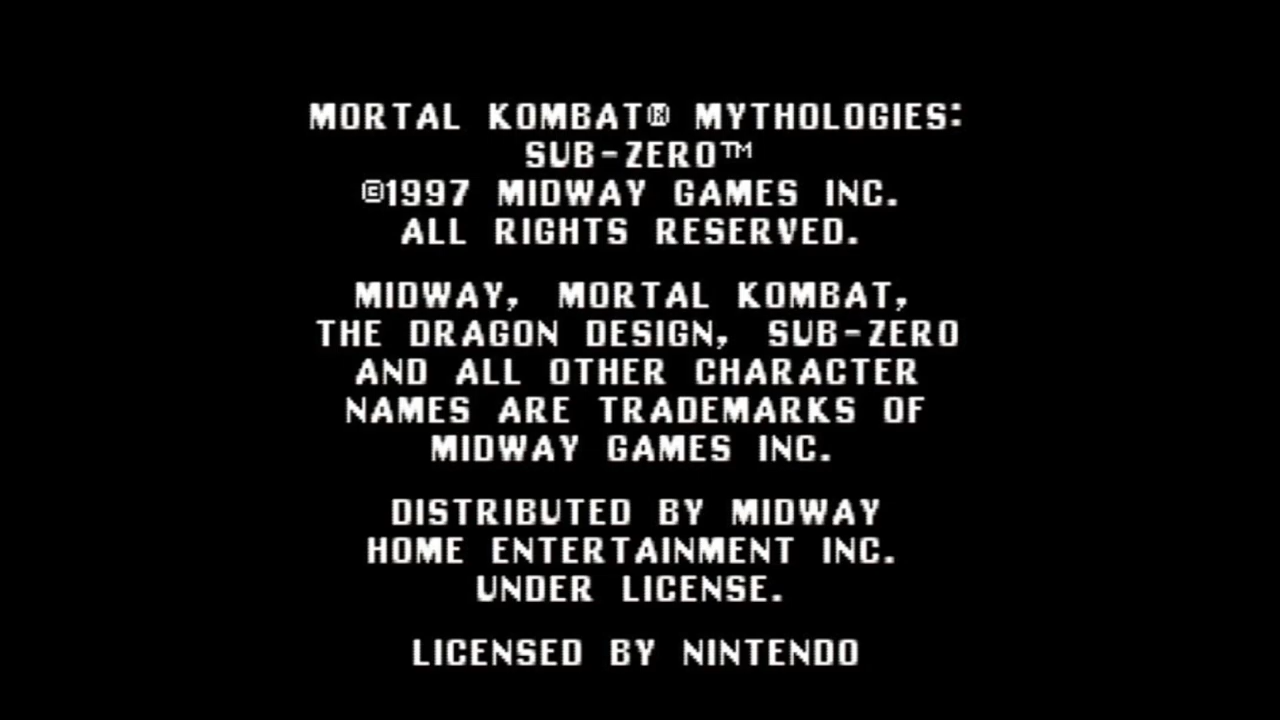 MORTAL KOMBAT® MYTHOLOGIES:
SUB-ZERO™
©1997 MIDWAY GAMES INC.
ALL RIGHTS RESERVED.
MIDWAY, MORTAL KOMBAT,
THE DRAGON DESIGN, SUB-ZERO
AND ALL OTHER CHARACTER
NAMES ARE TRADEMARKS OF
MIDWAY GAMES INC.
DISTRIBUTED BY MIDWAY
HOME ENTERTAINMENT INC.
UNDER LICENSE.
LICENSED BY NINTENDO